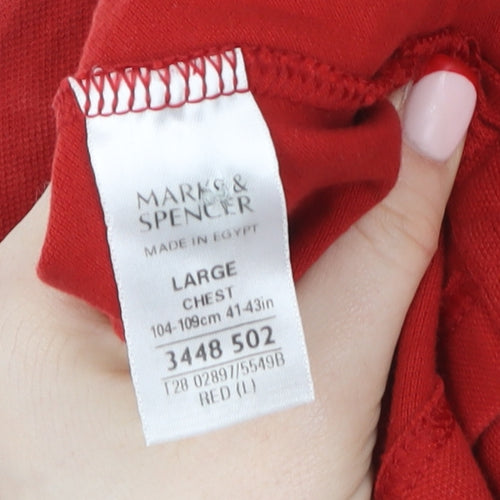 MARKS &
SPENCER
MADE IN EGYPT
LARGE
CHEST
104-109cm 41-43in
3448 502
T28 02897/5549B
RED (L)